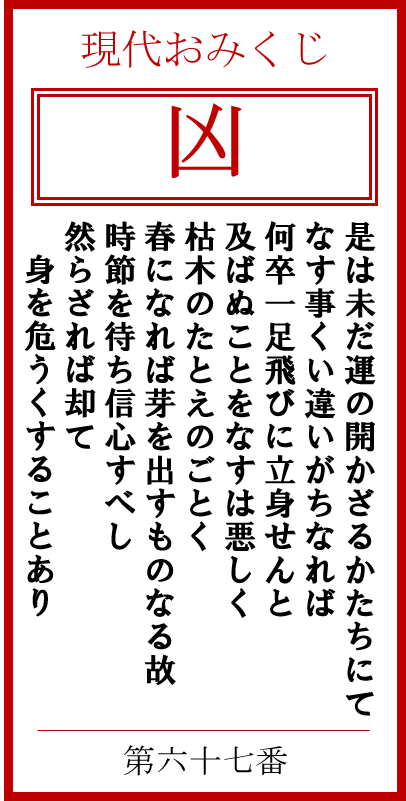 現代おみくじ
凶
是は未だ運の開かざるかたちにて
なす事くい違いがちなれば
何卒一足飛びに立身せんと
及ばぬことをなすは悪しく
枯木のたとえのごとく
春になれば芽を出すものなる故
時節を待ち信心すべし
然らざれば却て
身を危うくすることあり
第六十七番